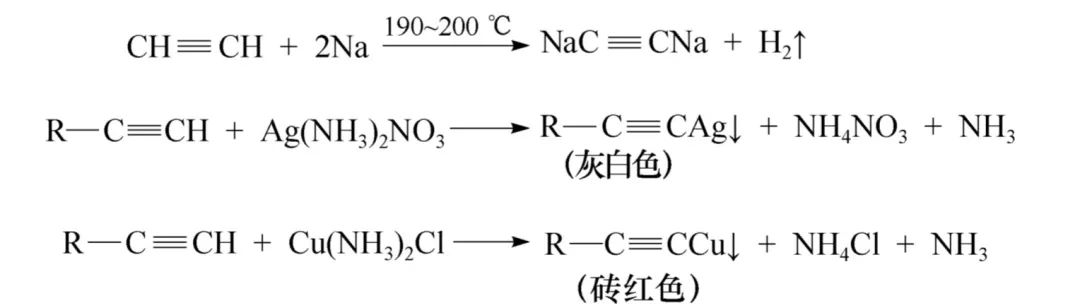 CH≡CH + 2Na 190~200 ℃ NaC≡CNa + H₂↑
R—C≡CH + Ag(NH₃)₂NO₃ ⟶ R—C≡CAg↓ + NH₄NO₃ + NH₃
(灰白色)
R—C≡CH + Cu(NH₃)₂Cl ⟶ R—C≡CCu↓ + NH₄Cl + NH₃
(砖红色)